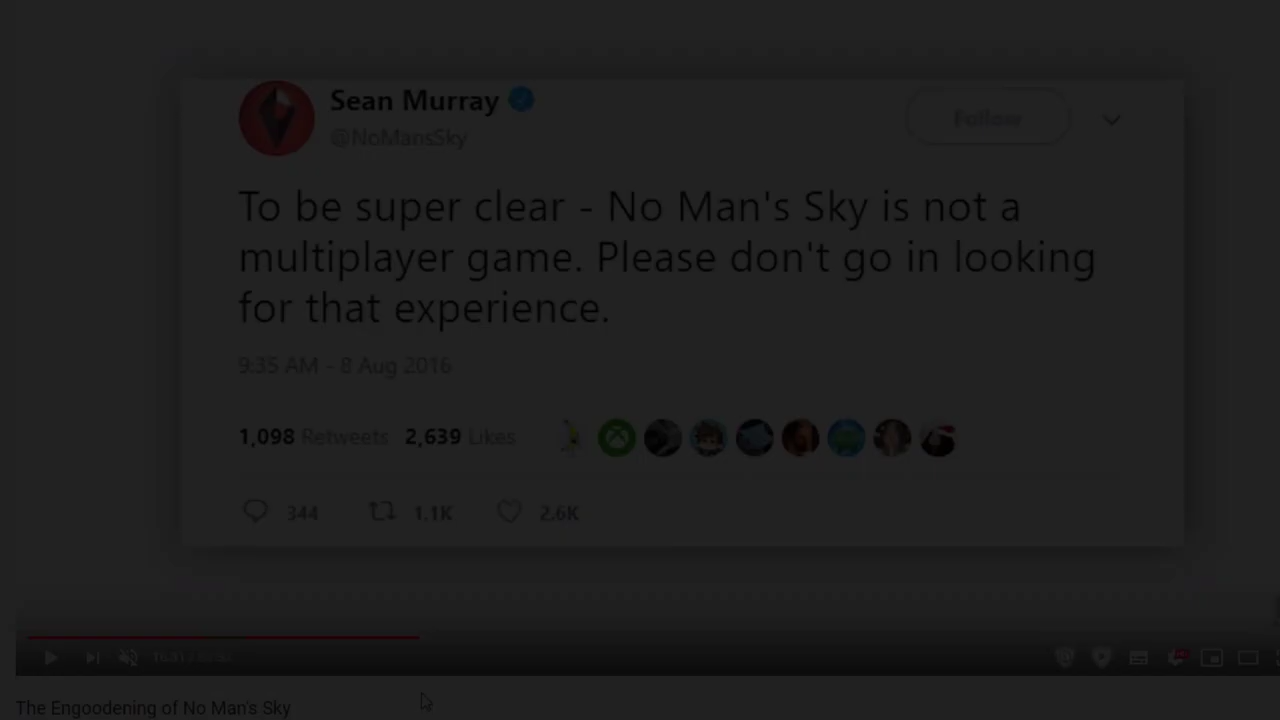 Sean Murray
@NoMansSky
Follow
To be super clear - No Man's Sky is not a
multiplayer game. Please don't go in looking
for that experience.
9:35 AM - 8 Aug 2016
1,098 Retweets 2,639 Likes
344 1.1K 2.6K
16:31
The Engoodening of No Man's Sky